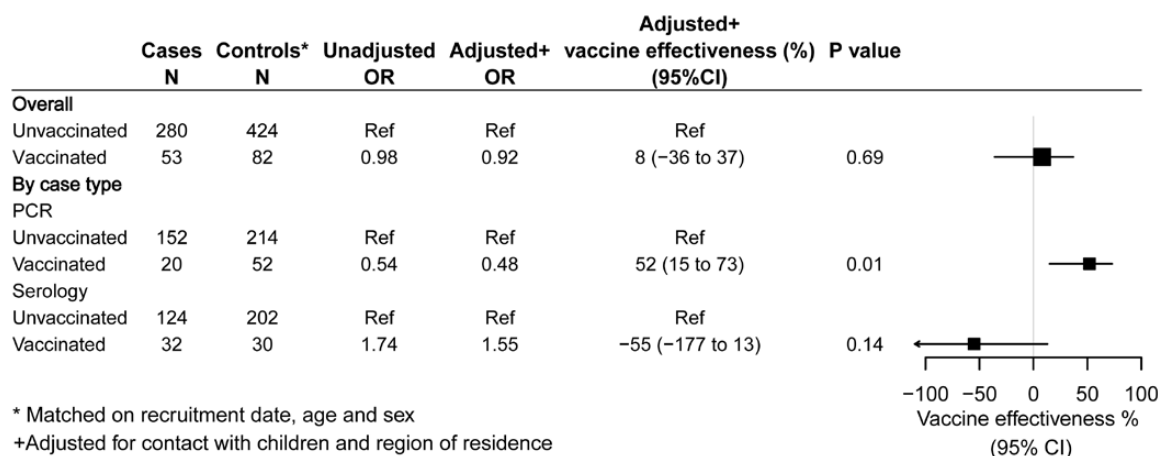 Cases Controls* Unadjusted Adjusted+ Adjusted+ vaccine effectiveness (%) P value
N N OR OR (95%CI)
Overall
Unvaccinated 280 424 Ref Ref Ref
Vaccinated 53 82 0.98 0.92 8 (−36 to 37) 0.69
By case type
PCR
Unvaccinated 152 214 Ref Ref Ref
Vaccinated 20 52 0.54 0.48 52 (15 to 73) 0.01
Serology
Unvaccinated 124 202 Ref Ref Ref
Vaccinated 32 30 1.74 1.55 −55 (−177 to 13) 0.14
−100 −50 0 50 100
Vaccine effectiveness %
(95% CI)
* Matched on recruitment date, age and sex
+Adjusted for contact with children and region of residence